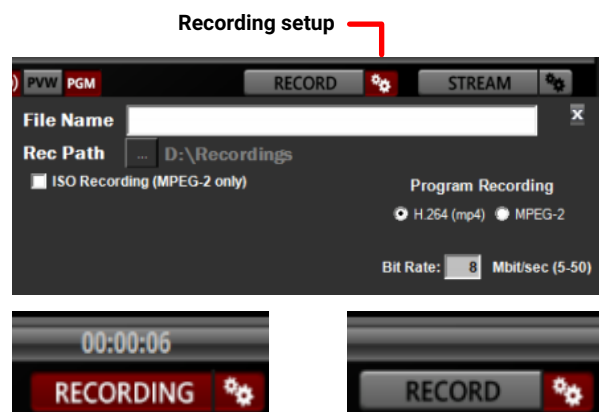 Recording setup
PVW PGM RECORD STREAM
File Name x
Rec Path ... D:\Recordings
ISO Recording (MPEG-2 only)
Program Recording
H.264 (mp4) MPEG-2
Bit Rate: 8 Mbit/sec (5-50)
00:00:06
RECORDING RECORD